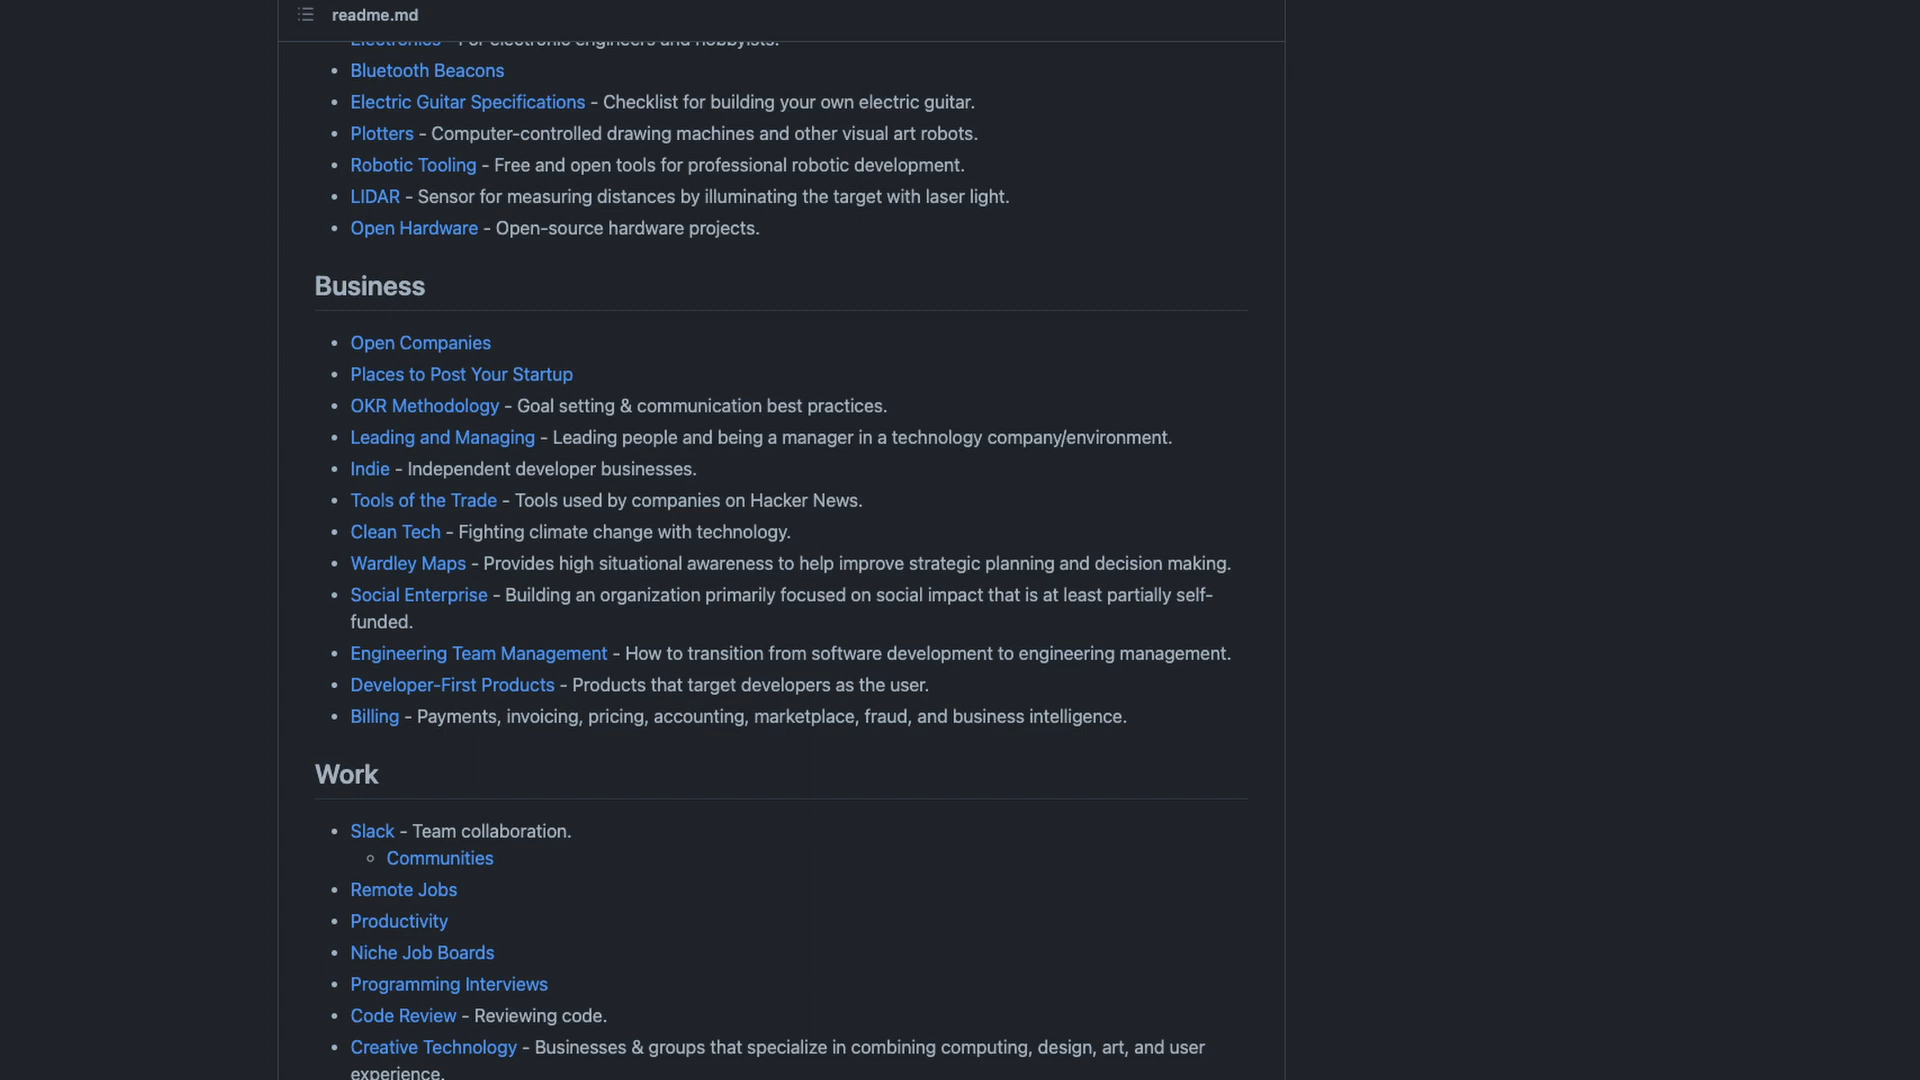 readme.md
Electronics - For electronic engineers and hobbyists.
Bluetooth Beacons
Electric Guitar Specifications - Checklist for building your own electric guitar.
Plotters - Computer-controlled drawing machines and other visual art robots.
Robotic Tooling - Free and open tools for professional robotic development.
LIDAR - Sensor for measuring distances by illuminating the target with laser light.
Open Hardware - Open-source hardware projects.
Business
Open Companies
Places to Post Your Startup
OKR Methodology - Goal setting & communication best practices.
Leading and Managing - Leading people and being a manager in a technology company/environment.
Indie - Independent developer businesses.
Tools of the Trade - Tools used by companies on Hacker News.
Clean Tech - Fighting climate change with technology.
Wardley Maps - Provides high situational awareness to help improve strategic planning and decision making.
Social Enterprise - Building an organization primarily focused on social impact that is at least partially self-
funded.
Engineering Team Management - How to transition from software development to engineering management.
Developer-First Products - Products that target developers as the user.
Billing - Payments, invoicing, pricing, accounting, marketplace, fraud, and business intelligence.
Work
Slack - Team collaboration.
Communities
Remote Jobs
Productivity
Niche Job Boards
Programming Interviews
Code Review - Reviewing code.
Creative Technology - Businesses & groups that specialize in combining computing, design, art, and user
experience.